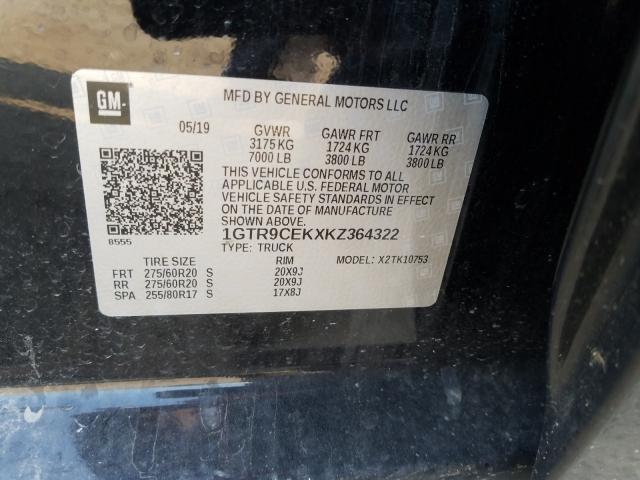 GM
MFD BY GENERAL MOTORS LLC
05/19 GVWR GAWR FRT GAWR RR
3175 KG 1724 KG 1724 KG
7000 LB 3800 LB 3800 LB
THIS VEHICLE CONFORMS TO ALL
APPLICABLE U.S. FEDERAL MOTOR
VEHICLE SAFETY STANDARDS IN EFFECT
ON THE DATE OF MANUFACTURE
SHOWN ABOVE.
8555 1GTR9CEKXKZ364322
TYPE: TRUCK MODEL: X2TK10753
TIRE SIZE RIM
FRT 275/60R20 S 20X9J
RR 275/60R20 S 20X9J
SPA 255/80R17 S 17X8J